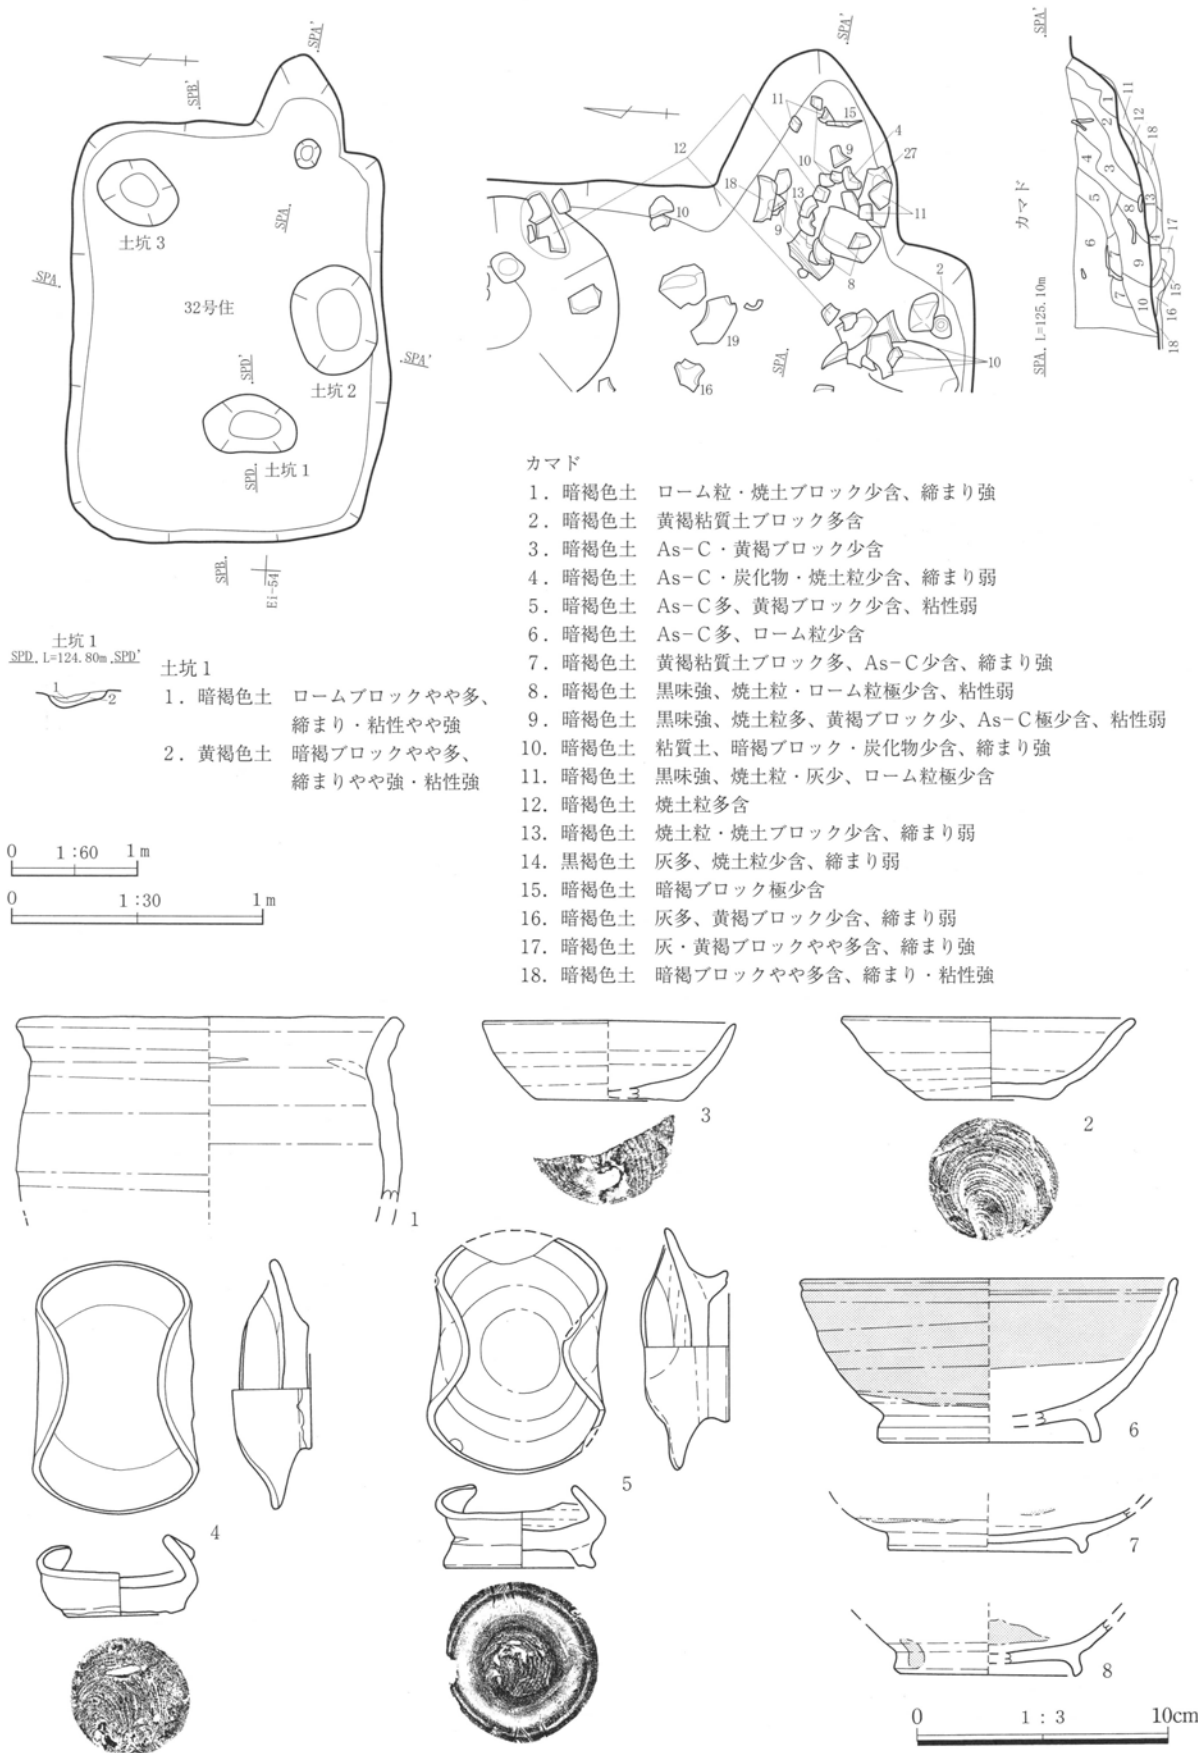 SPA'
SPB'
土坑 3
SPA.
SPA.
32号住
SPD'
.SPA'
土坑 2
SPD.
土坑 1
SPB.
Ei-54
.SPA'
11
15
4
12
10
9
27
18
13
11
10
9
8
2
19
SPA.
10
16
.SPA'
1
11
2
12
18
4
3
カマド
5
8
13
6
14
17
9
7
10
15
16
18
SPA. L=125.10m
土坑 1
SPD. L=124.80m .SPD'
1
2
土坑 1
1. 暗褐色土 ロームブロックやや多、
締まり・粘性やや強
2. 黄褐色土 暗褐ブロックやや多、
締まりやや強・粘性強
0 1:60 1m
0 1:30 1m
カマド
1. 暗褐色土 ローム粒・焼土ブロック少含、締まり強
2. 暗褐色土 黄褐粘質土ブロック多含
3. 暗褐色土 As-C・黄褐ブロック少含
4. 暗褐色土 As-C・炭化物・焼土粒少含、締まり弱
5. 暗褐色土 As-C多、黄褐ブロック少含、粘性弱
6. 暗褐色土 As-C多、ローム粒少含
7. 暗褐色土 黄褐粘質土ブロック多、As-C少含、締まり強
8. 暗褐色土 黒味強、焼土粒・ローム粒極少含、粘性弱
9. 暗褐色土 黒味強、焼土粒多、黄褐ブロック少、As-C極少含、粘性弱
10. 暗褐色土 粘質土、暗褐ブロック・炭化物少含、締まり強
11. 暗褐色土 黒味強、焼土粒・灰少、ローム粒極少含
12. 暗褐色土 焼土粒多含
13. 暗褐色土 焼土粒・焼土ブロック少含、締まり弱
14. 黒褐色土 灰多、焼土粒少含、締まり弱
15. 暗褐色土 暗褐ブロック極少含
16. 暗褐色土 灰多、黄褐ブロック少含、締まり弱
17. 暗褐色土 灰・黄褐ブロックやや多含、締まり強
18. 暗褐色土 暗褐ブロックやや多含、締まり・粘性強
1
3
2
4
5
6
7
8
0 1:3 10cm